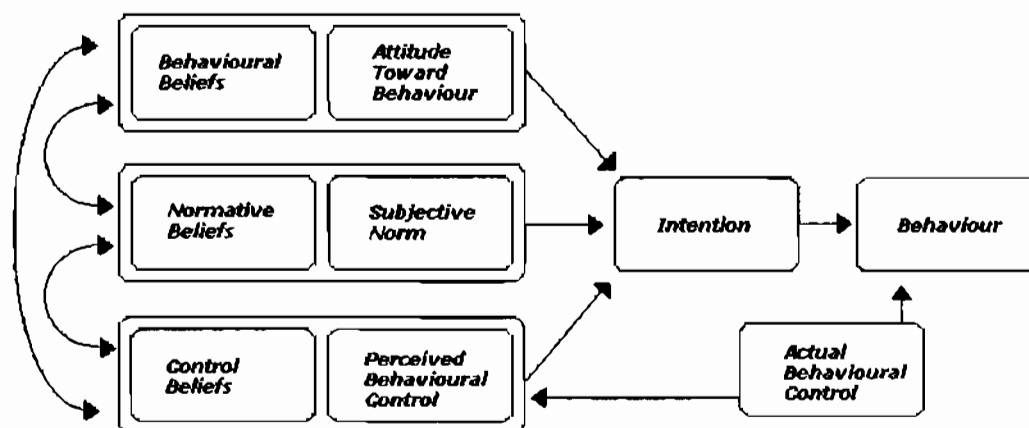 Behavioural
Beliefs
Attitude
Toward
Behaviour
Normative
Beliefs
Subjective
Norm
Intention
Behaviour
Control
Beliefs
Perceived
Behavioural
Control
Actual
Behavioural
Control